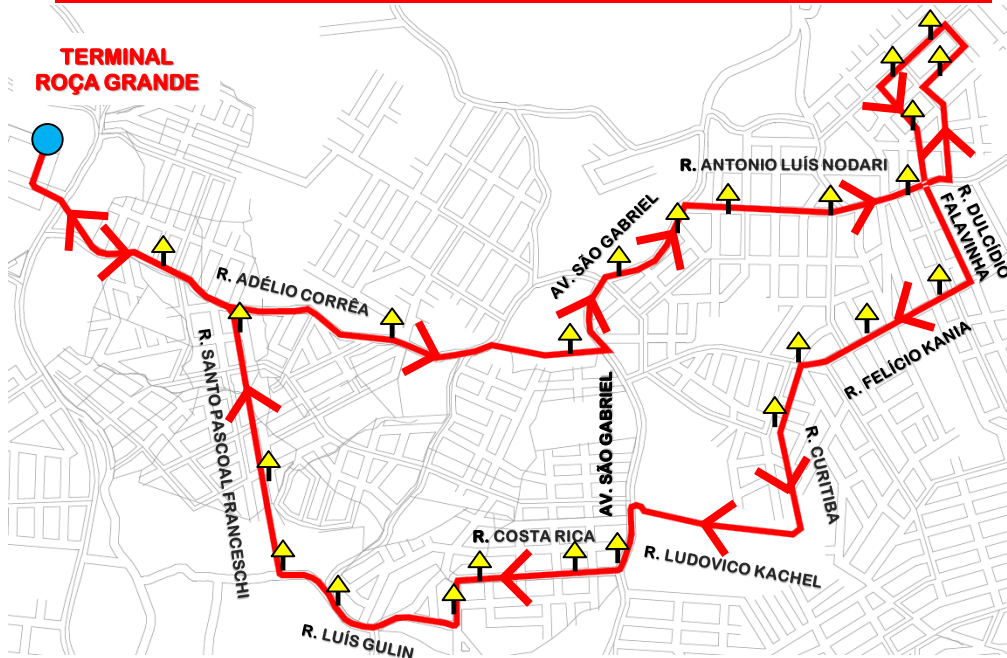 TERMINAL
ROÇA GRANDE
R. ANTONIO LUÍS NODARI
R. DULCÍDIO
FALAVINHA
AV. SÃO GABRIEL
R. ADÉLIO CORRÊA
R. FELÍCIO KANIA
R. SANTO PASCOAL FRANCESCHI
AV. SÃO GABRIEL
R. CURITIBA
R. COSTA RICA
R. LUDOVICO KACHEL
R. LUÍS GULIN